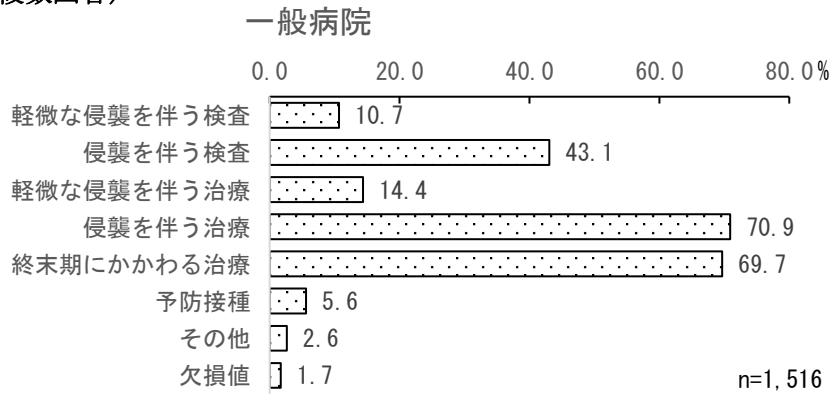 一般病院
0.0 20.0 40.0 60.0 80.0%
軽微な侵襲を伴う検査 10.7
侵襲を伴う検査 43.1
軽微な侵襲を伴う治療 14.4
侵襲を伴う治療 70.9
終末期にかかわる治療 69.7
予防接種 5.6
その他 2.6
欠損値 1.7
n=1,516